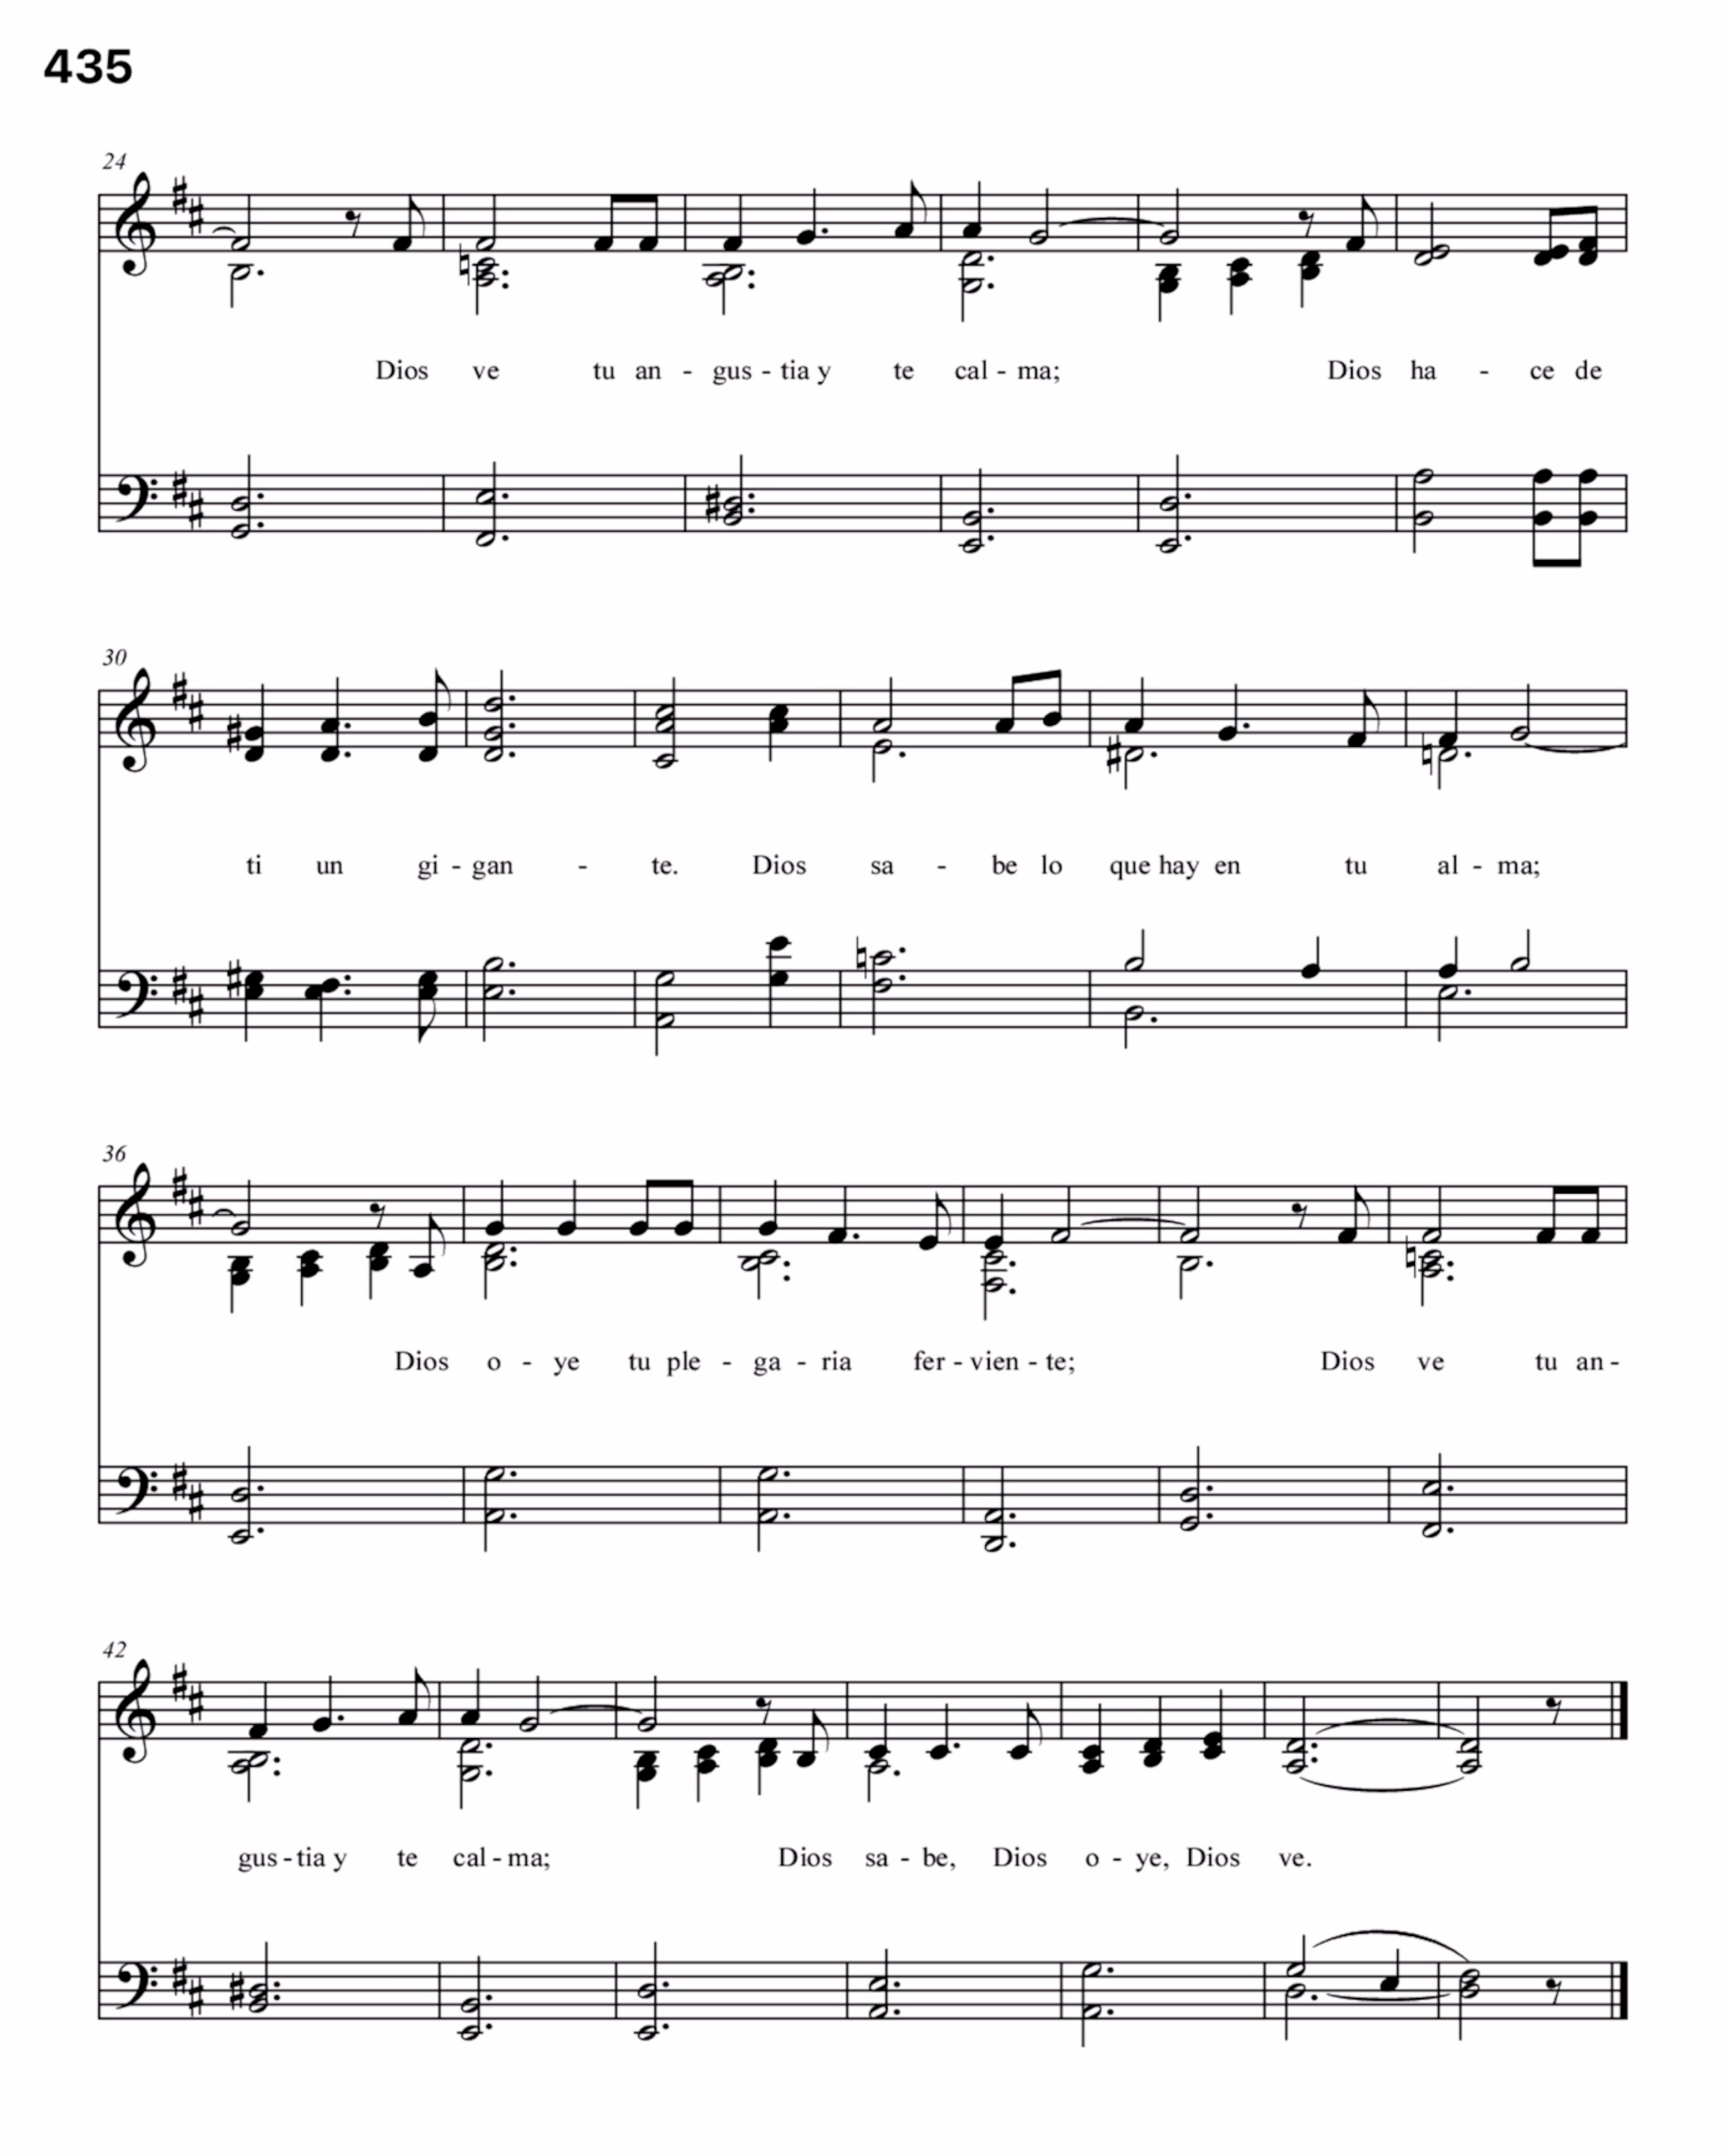 435
24
Dios ve tu an - gus - tia y te cal - ma; Dios ha - ce de
30
ti un gi - gan - te. Dios sa - be lo que hay en tu al - ma;
36
Dios o - ye tu ple - ga - ria fer - vien - te; Dios ve tu an -
42
gus - tia y te cal - ma; Dios sa - be, Dios o - ye, Dios ve.